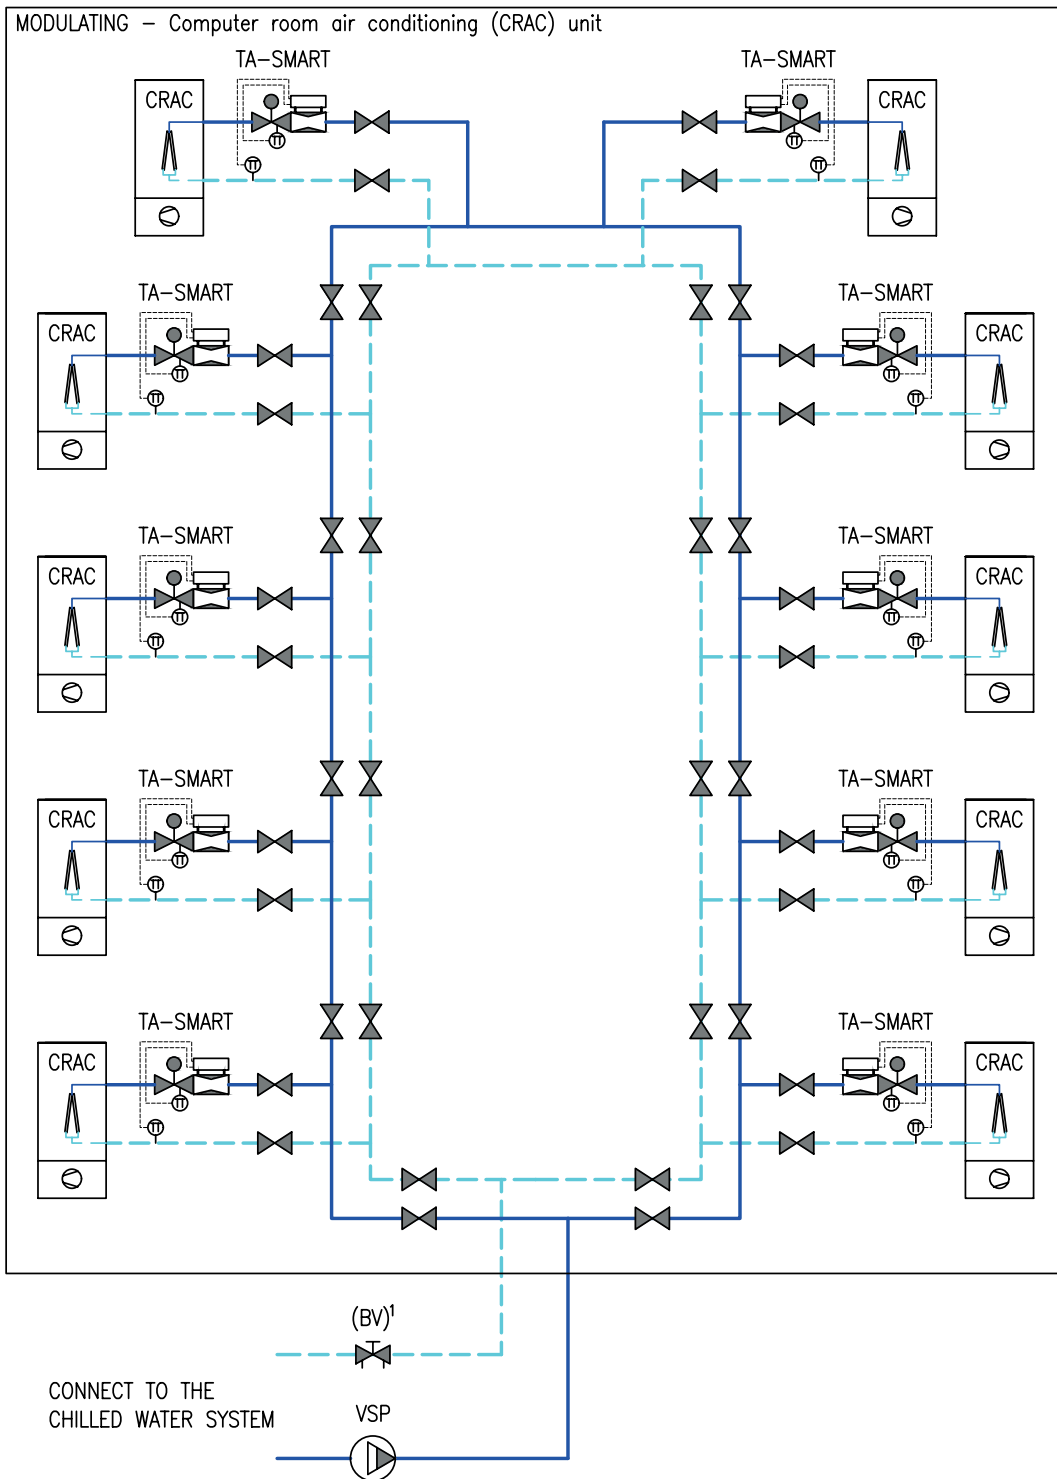 MODULATING – Computer room air conditioning (CRAC) unit
TA–SMART
TA–SMART
CRAC
CRAC
TA–SMART
TA–SMART
CRAC
CRAC
TA–SMART
TA–SMART
CRAC
CRAC
TA–SMART
TA–SMART
CRAC
CRAC
TA–SMART
TA–SMART
CRAC
CRAC
(BV)¹
CONNECT TO THE
CHILLED WATER SYSTEM
VSP